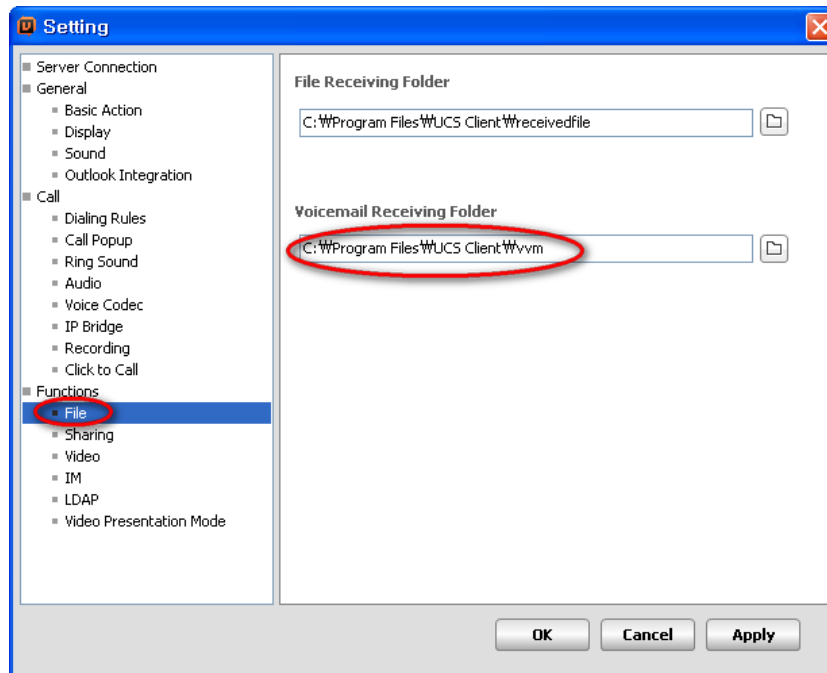 Setting
Server Connection
General
Basic Action
Display
Sound
Outlook Integration
Call
Dialing Rules
Call Popup
Ring Sound
Audio
Voice Codec
IP Bridge
Recording
Click to Call
Functions
File
Sharing
Video
IM
LDAP
Video Presentation Mode
File Receiving Folder
C:₩Program Files₩UCS Client₩receivedfile
Voicemail Receiving Folder
C:₩Program Files₩UCS Client₩vvm
OK
Cancel
Apply